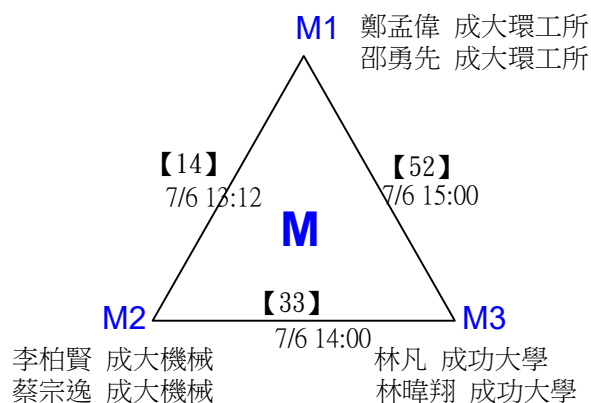 M1 鄭孟偉 成大環工所
邵勇先 成大環工所
【14】
7/6 13:12
【52】
7/6 15:00
M
【33】
7/6 14:00
M2
M3
李柏賢 成大機械
蔡宗逸 成大機械
林凡 成功大學
林暐翔 成功大學